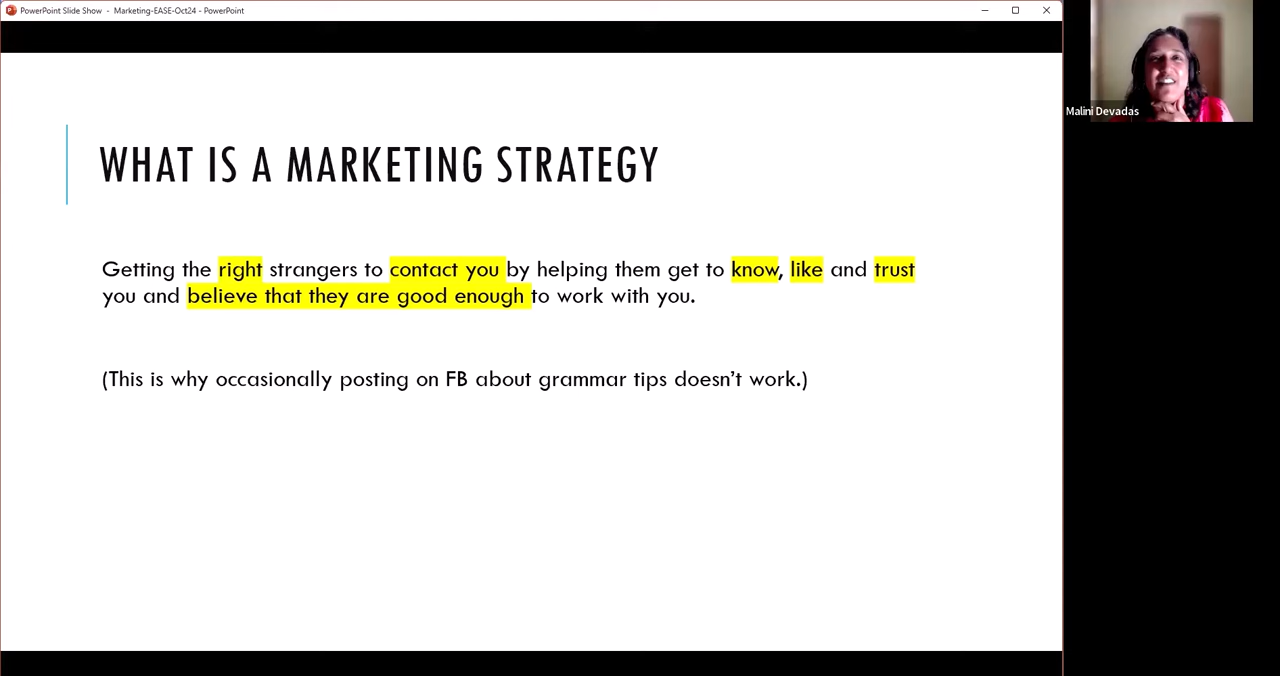 PowerPoint Slide Show - Marketing-EASE-Oct24 - PowerPoint
Malini Devadas
WHAT IS A MARKETING STRATEGY
Getting the right strangers to contact you by helping them get to know, like and trust
you and believe that they are good enough to work with you.
(This is why occasionally posting on FB about grammar tips doesn’t work.)